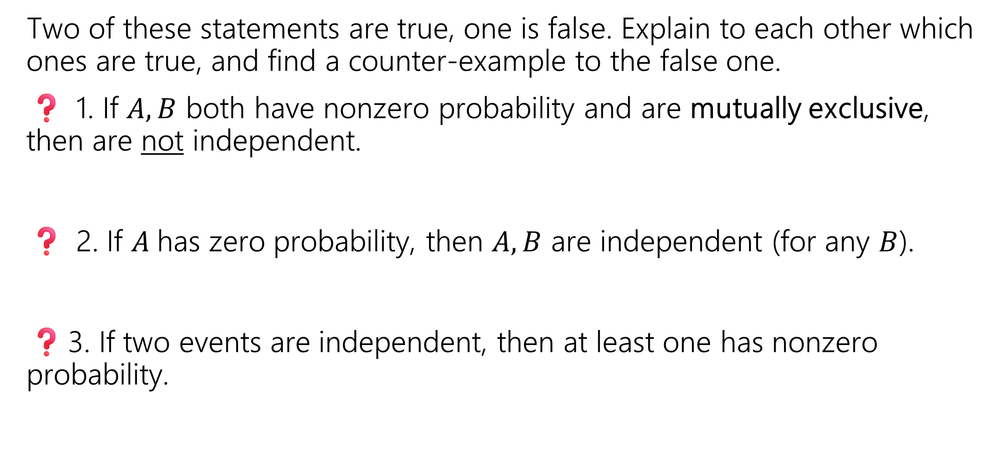 Two of these statements are true, one is false. Explain to each other which
ones are true, and find a counter-example to the false one.
❓ 1. If A, B both have nonzero probability and are mutually exclusive,
then are not independent.
❓ 2. If A has zero probability, then A, B are independent (for any B).
❓ 3. If two events are independent, then at least one has nonzero
probability.